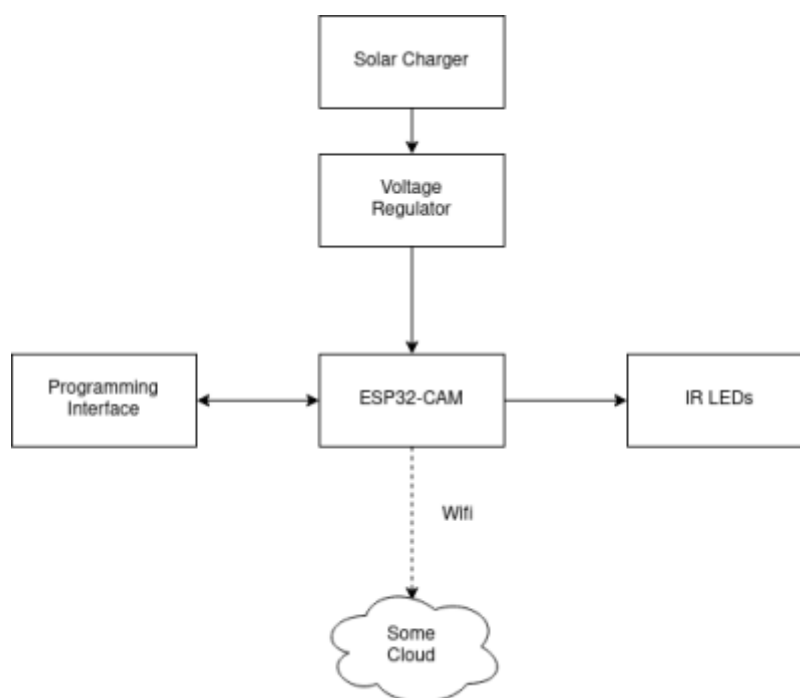 Solar Charger
Voltage
Regulator
Programming
Interface
ESP32-CAM
IR LEDs
Wifi
Some
Cloud